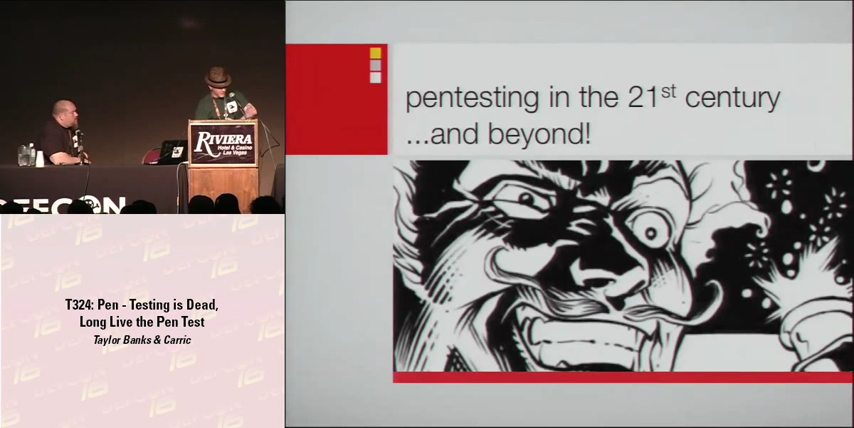 pentesting in the 21st century
...and beyond!
RIVIERA
Hotel & Casino
Las Vegas
T324: Pen - Testing is Dead,
Long Live the Pen Test
Taylor Banks & Carric